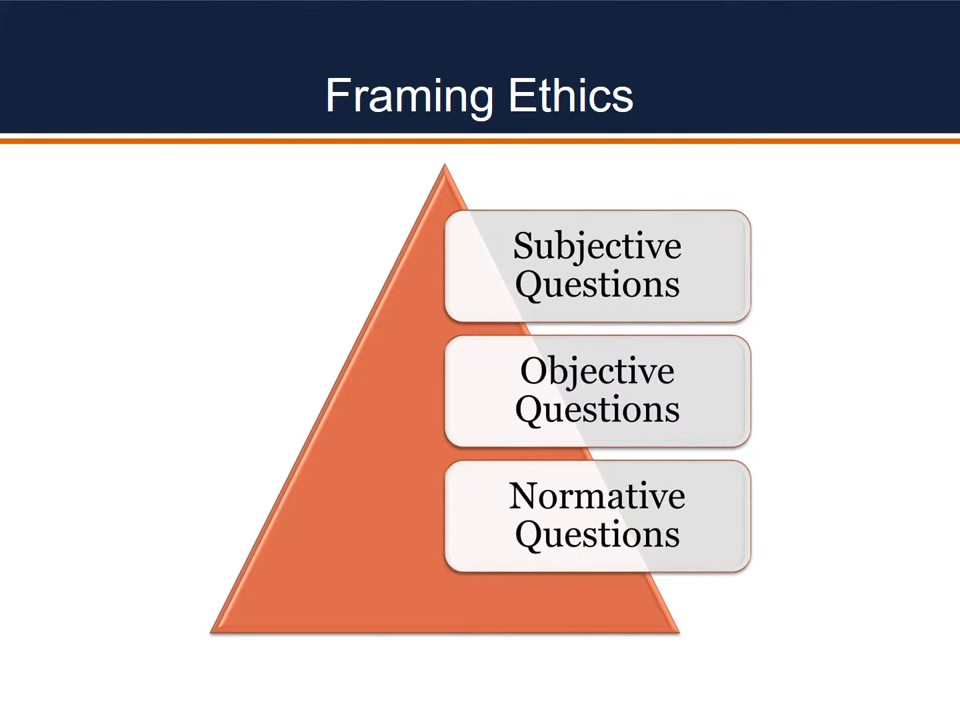 Framing Ethics
Subjective
Questions
Objective
Questions
Normative
Questions